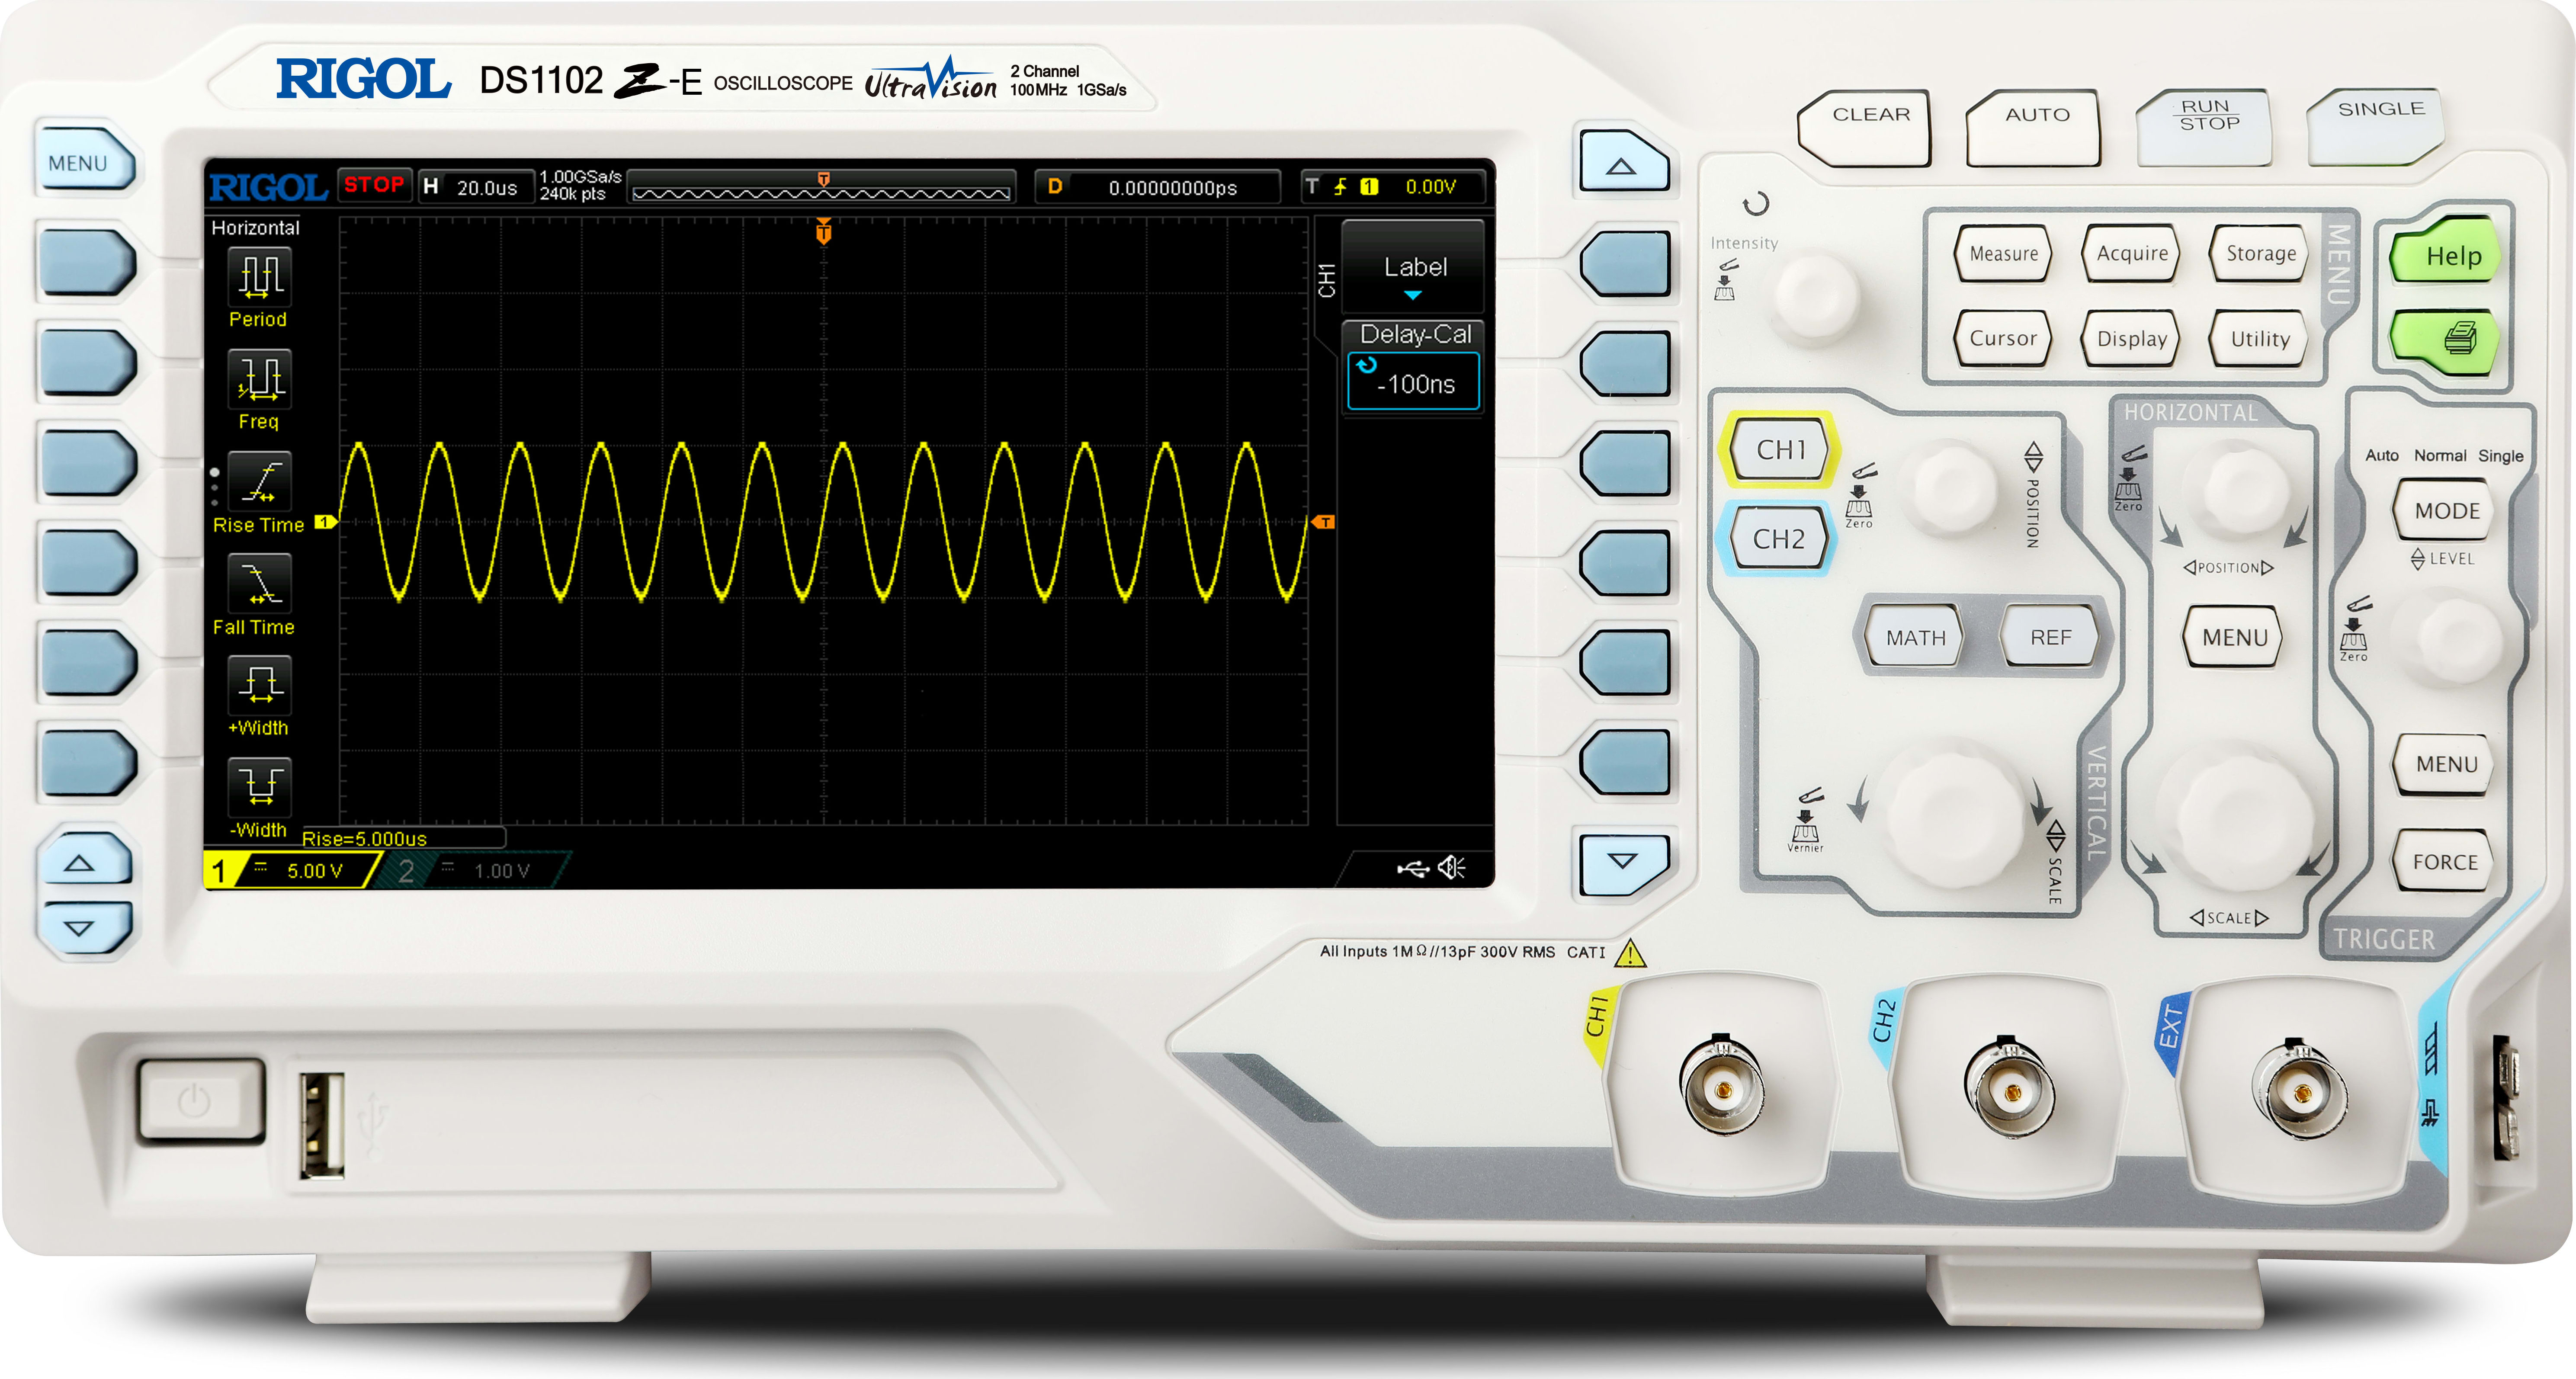 RIGOL DS1102 Z-E OSCILLOSCOPE UltraVision 2 Channel
100MHz 1GSa/s
CLEAR AUTO RUN STOP SINGLE
MENU
RIGOL STOP H 20.0us 1.00GSa/s
240k pts
T
D 0.00000000ps
T 1 0.00V
Horizontal
Period
Freq
Rise Time
Fall Time
+Width
-Width
T
1
T
Rise=5.000us
1 5.00 V 2 1.00 V
CH1
Label
Delay-Cal
-100ns
Intensity
Measure Acquire Storage
Cursor Display Utility
MENU
Help
CH1
CH2
Zero
POSITION
MATH REF
Vernier
SCALE
VERTICAL
HORIZONTAL
Zero
POSITION
MENU
SCALE
Auto Normal Single
MODE
LEVEL
Zero
MENU
FORCE
TRIGGER
All Inputs 1MΩ//13pF 300V RMS CAT I
CH1
CH2
EXT